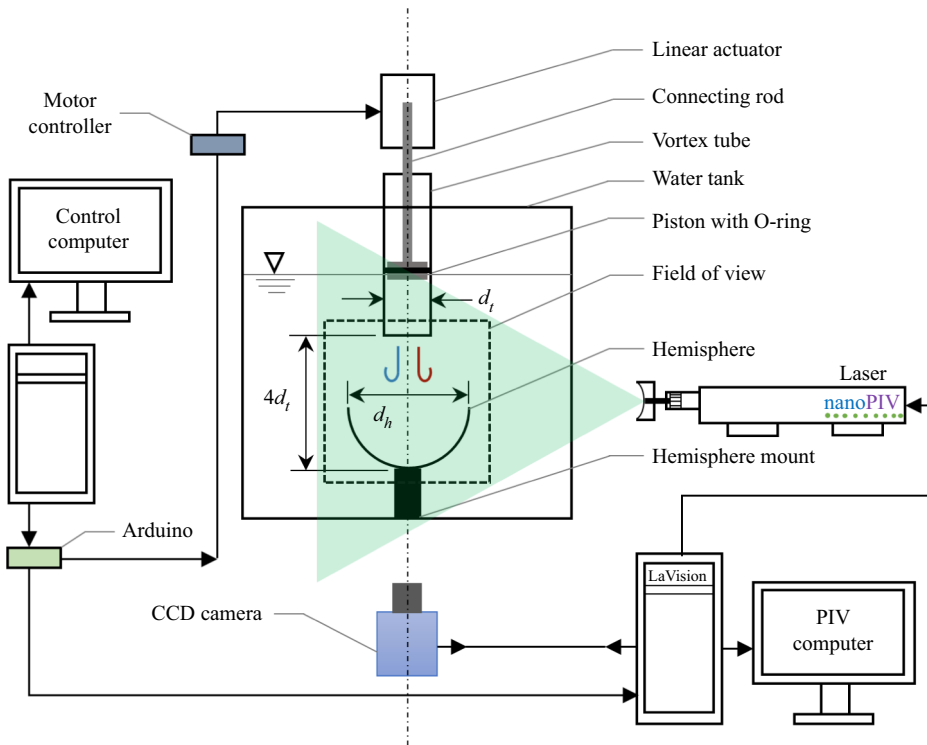 Linear actuator
Motor
controller
Connecting rod
Vortex tube
Water tank
Control
computer
Piston with O-ring
Field of view
d_t
Hemisphere
Laser
4d_t
nanoPIV
d_h
Hemisphere mount
Arduino
LaVision
CCD camera
PIV
computer